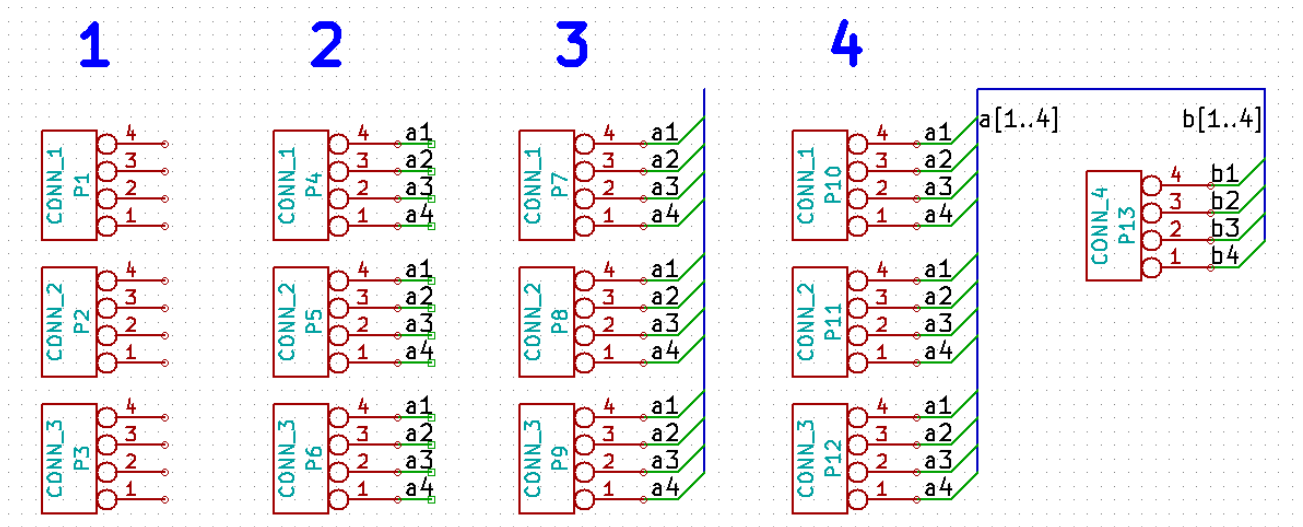 1 2 3 4
CONN_1
P1
4
3
2
1
CONN_2
P2
4
3
2
1
CONN_3
P3
4
3
2
1
CONN_1
P4
4 a1
3 a2
2 a3
1 a4
CONN_2
P5
4 a1
3 a2
2 a3
1 a4
CONN_3
P6
4 a1
3 a2
2 a3
1 a4
CONN_1
P7
4 a1
3 a2
2 a3
1 a4
CONN_2
P8
4 a1
3 a2
2 a3
1 a4
CONN_3
P9
4 a1
3 a2
2 a3
1 a4
CONN_1
P10
4 a1
3 a2
2 a3
1 a4
CONN_2
P11
4 a1
3 a2
2 a3
1 a4
CONN_3
P12
4 a1
3 a2
2 a3
1 a4
a[1..4] b[1..4]
CONN_4
P13
4 b1
3 b2
2 b3
1 b4